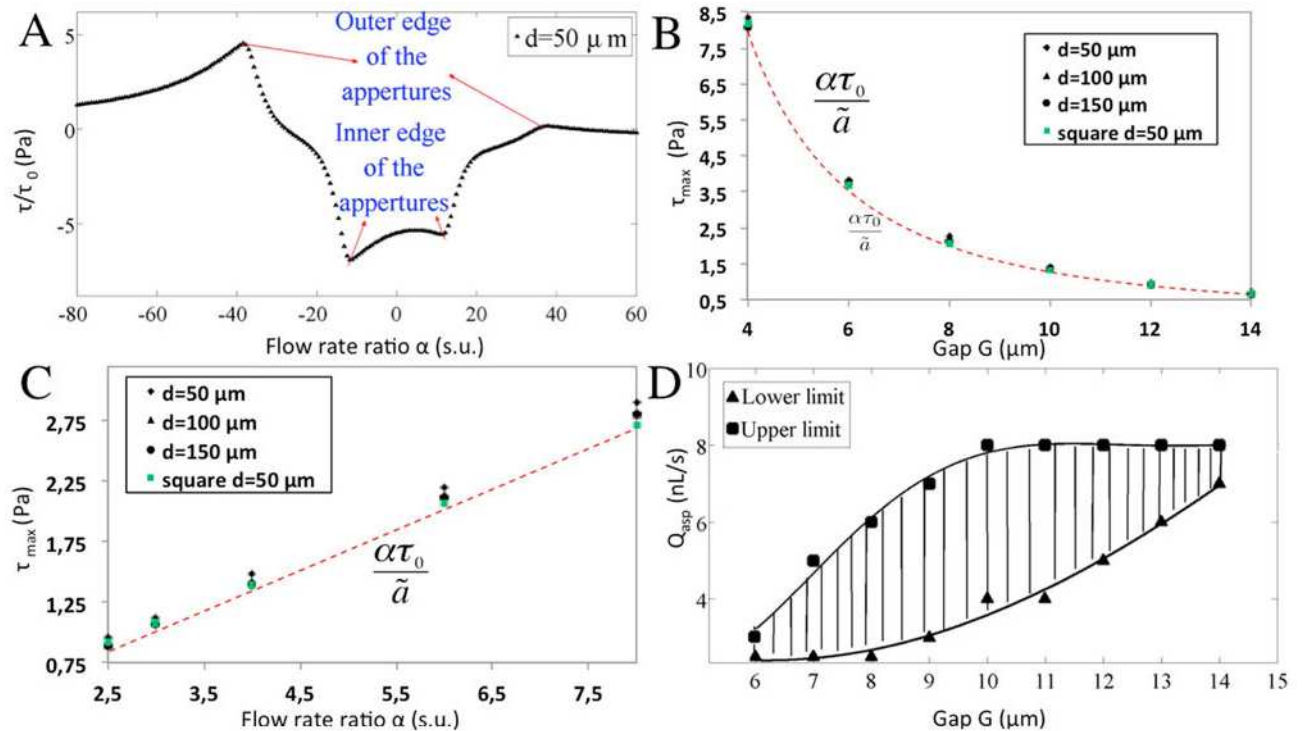 A
5
0
-5
τ/τ0 (Pa)
Outer edge
of the
appertures
Inner edge
of the
appertures
▲ d=50 μ m
-80 -60 -40 -20 0 20 40 60
Flow rate ratio α (s.u.)
B
8,5
7,5
6,5
5,5
4,5
3,5
2,5
1,5
0,5
τmax (Pa)
ατ0
ã
ατ0
ã
◆ d=50 μm
▲ d=100 μm
● d=150 μm
■ square d=50 μm
4 6 8 10 12 14
Gap G (μm)
C
2,75
2,25
1,75
1,25
0,75
τmax (Pa)
◆ d=50 μm
▲ d=100 μm
● d=150 μm
■ square d=50 μm
ατ0
ã
2,5 3,5 4,5 5,5 6,5 7,5
Flow rate ratio α (s.u.)
D
10
8
6
4
Qasp (nL/s)
▲ Lower limit
■ Upper limit
6 7 8 9 10 11 12 13 14 15
Gap G (μm)